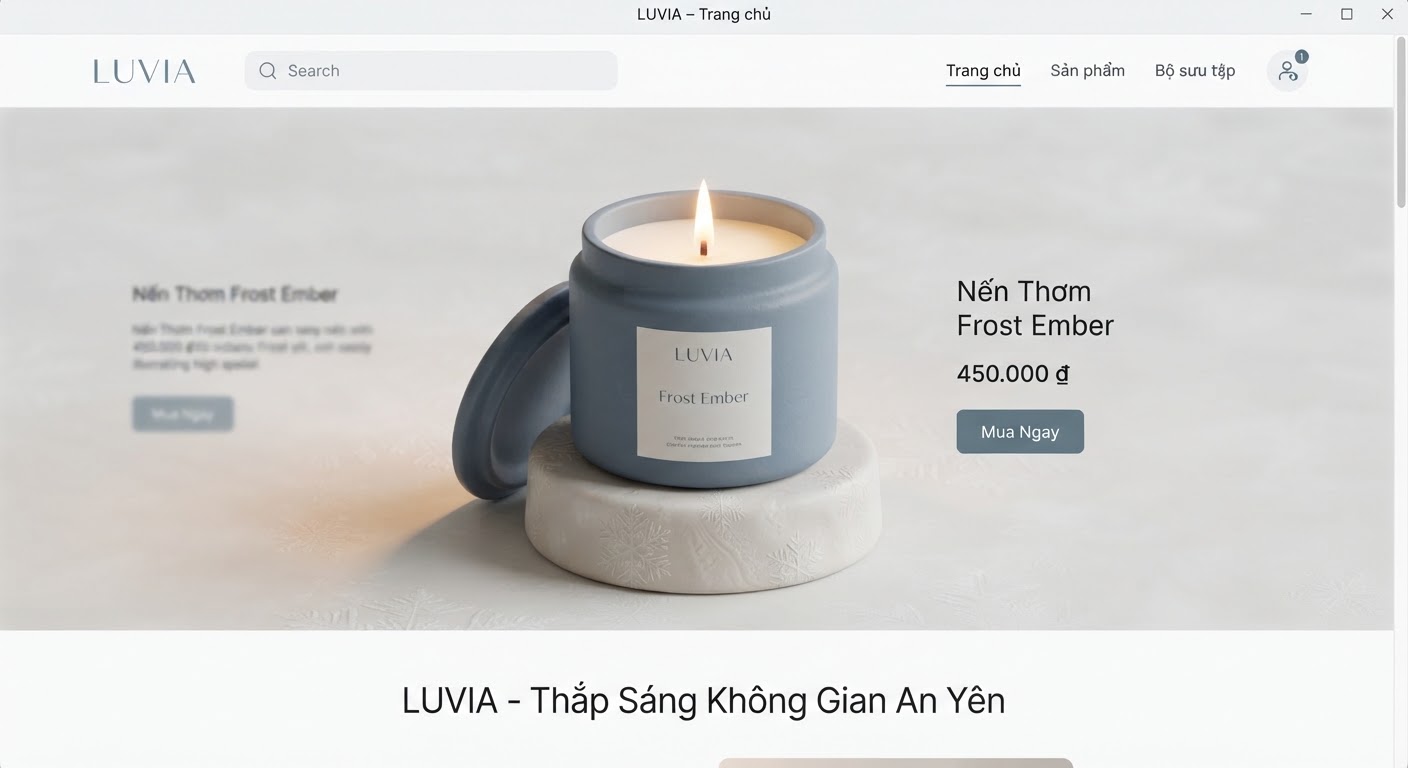 LUVIA – Trang chủ
LUVIA
Search
Trang chủ
Sản phẩm
Bộ sưu tập
1
Nến Thơm Frost Ember
Mua Ngay
LUVIA
Frost Ember
Nến Thơm
Frost Ember
450.000 ₫
Mua Ngay
LUVIA - Thắp Sáng Không Gian An Yên